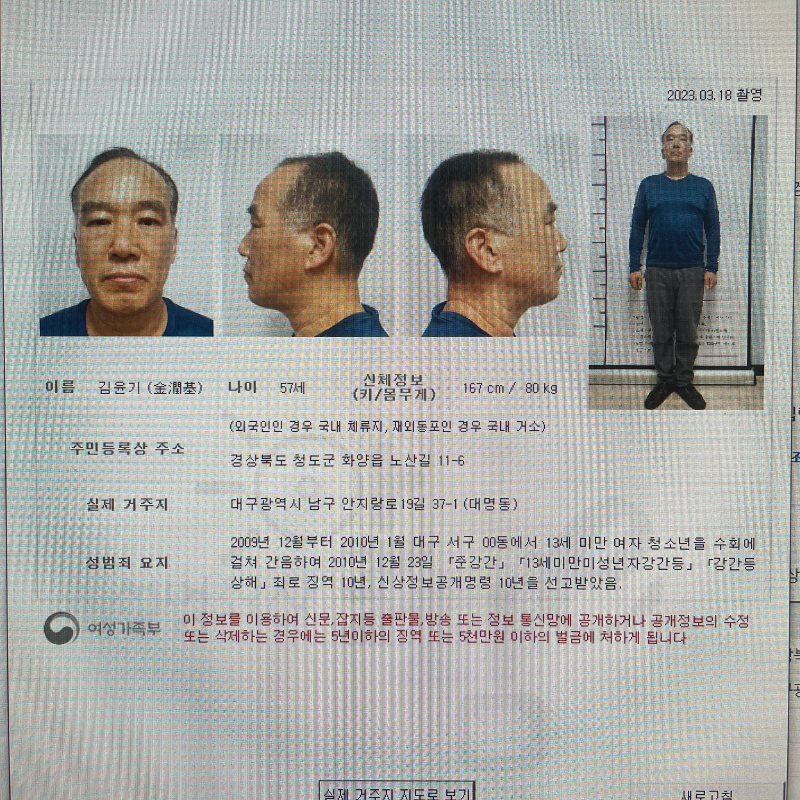 2023.03.18 촬영
이름 김윤기 (金潤基) 나이 57세 신체정보 (키/몸무게) 167 cm / 80 kg
(외국인인 경우 국내 체류지, 재외동포인 경우 국내 거소)
주민등록상 주소
경상북도 청도군 화양읍 노산길 11-6
실제 거주지 대구광역시 남구 안지랑로19길 37-1 (대명동)
성범죄 요지
2009년 12월부터 2010년 1월 대구 서구 00동에서 13세 미만 여자 청소년을 수회에
걸쳐 간음하여 2010년 12월 23일 「준강간」 「13세미만미성년자강간등」 「강간등
상해」 죄로 징역 10년, 신상정보공개명령 10년을 선고받았음.
여성가족부
이 정보를 이용하여 신문,잡지등 출판물,방송 또는 정보 통신망에 공개하거나 공개정보의 수정
또는 삭제하는 경우에는 5년이하의 징역 또는 5천만원 이하의 벌금에 처하게 됩니다
실제 거주지 지도로 보기
새로고침